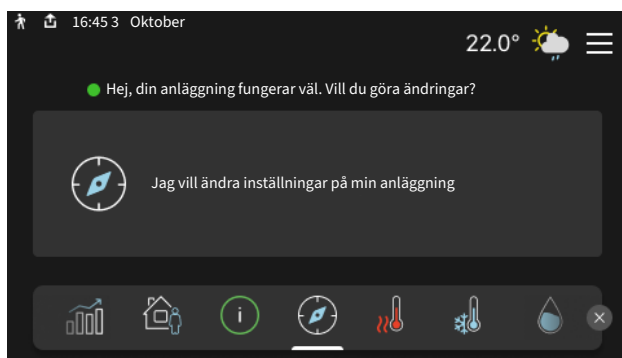 16:45 3 Oktober
22.0°
Hej, din anläggning fungerar väl. Vill du göra ändringar?
Jag vill ändra inställningar på min anläggning
i